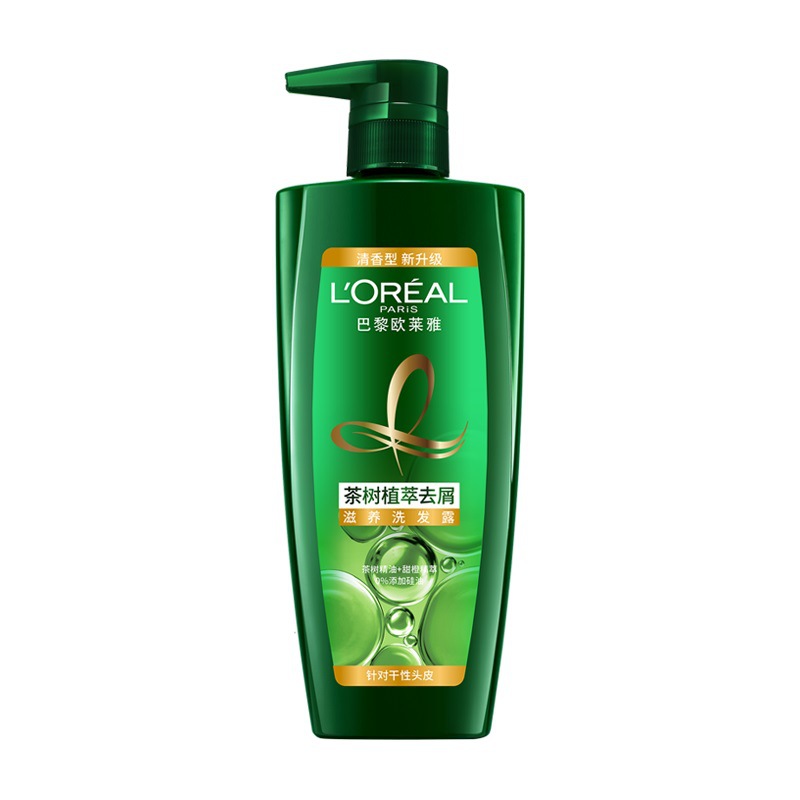 清香型 新升级
L'ORÉAL
PARIS
巴黎欧莱雅
茶树植萃去屑
滋养洗发露
茶树精油+甜橙精萃
0%添加硅油
针对干性头皮